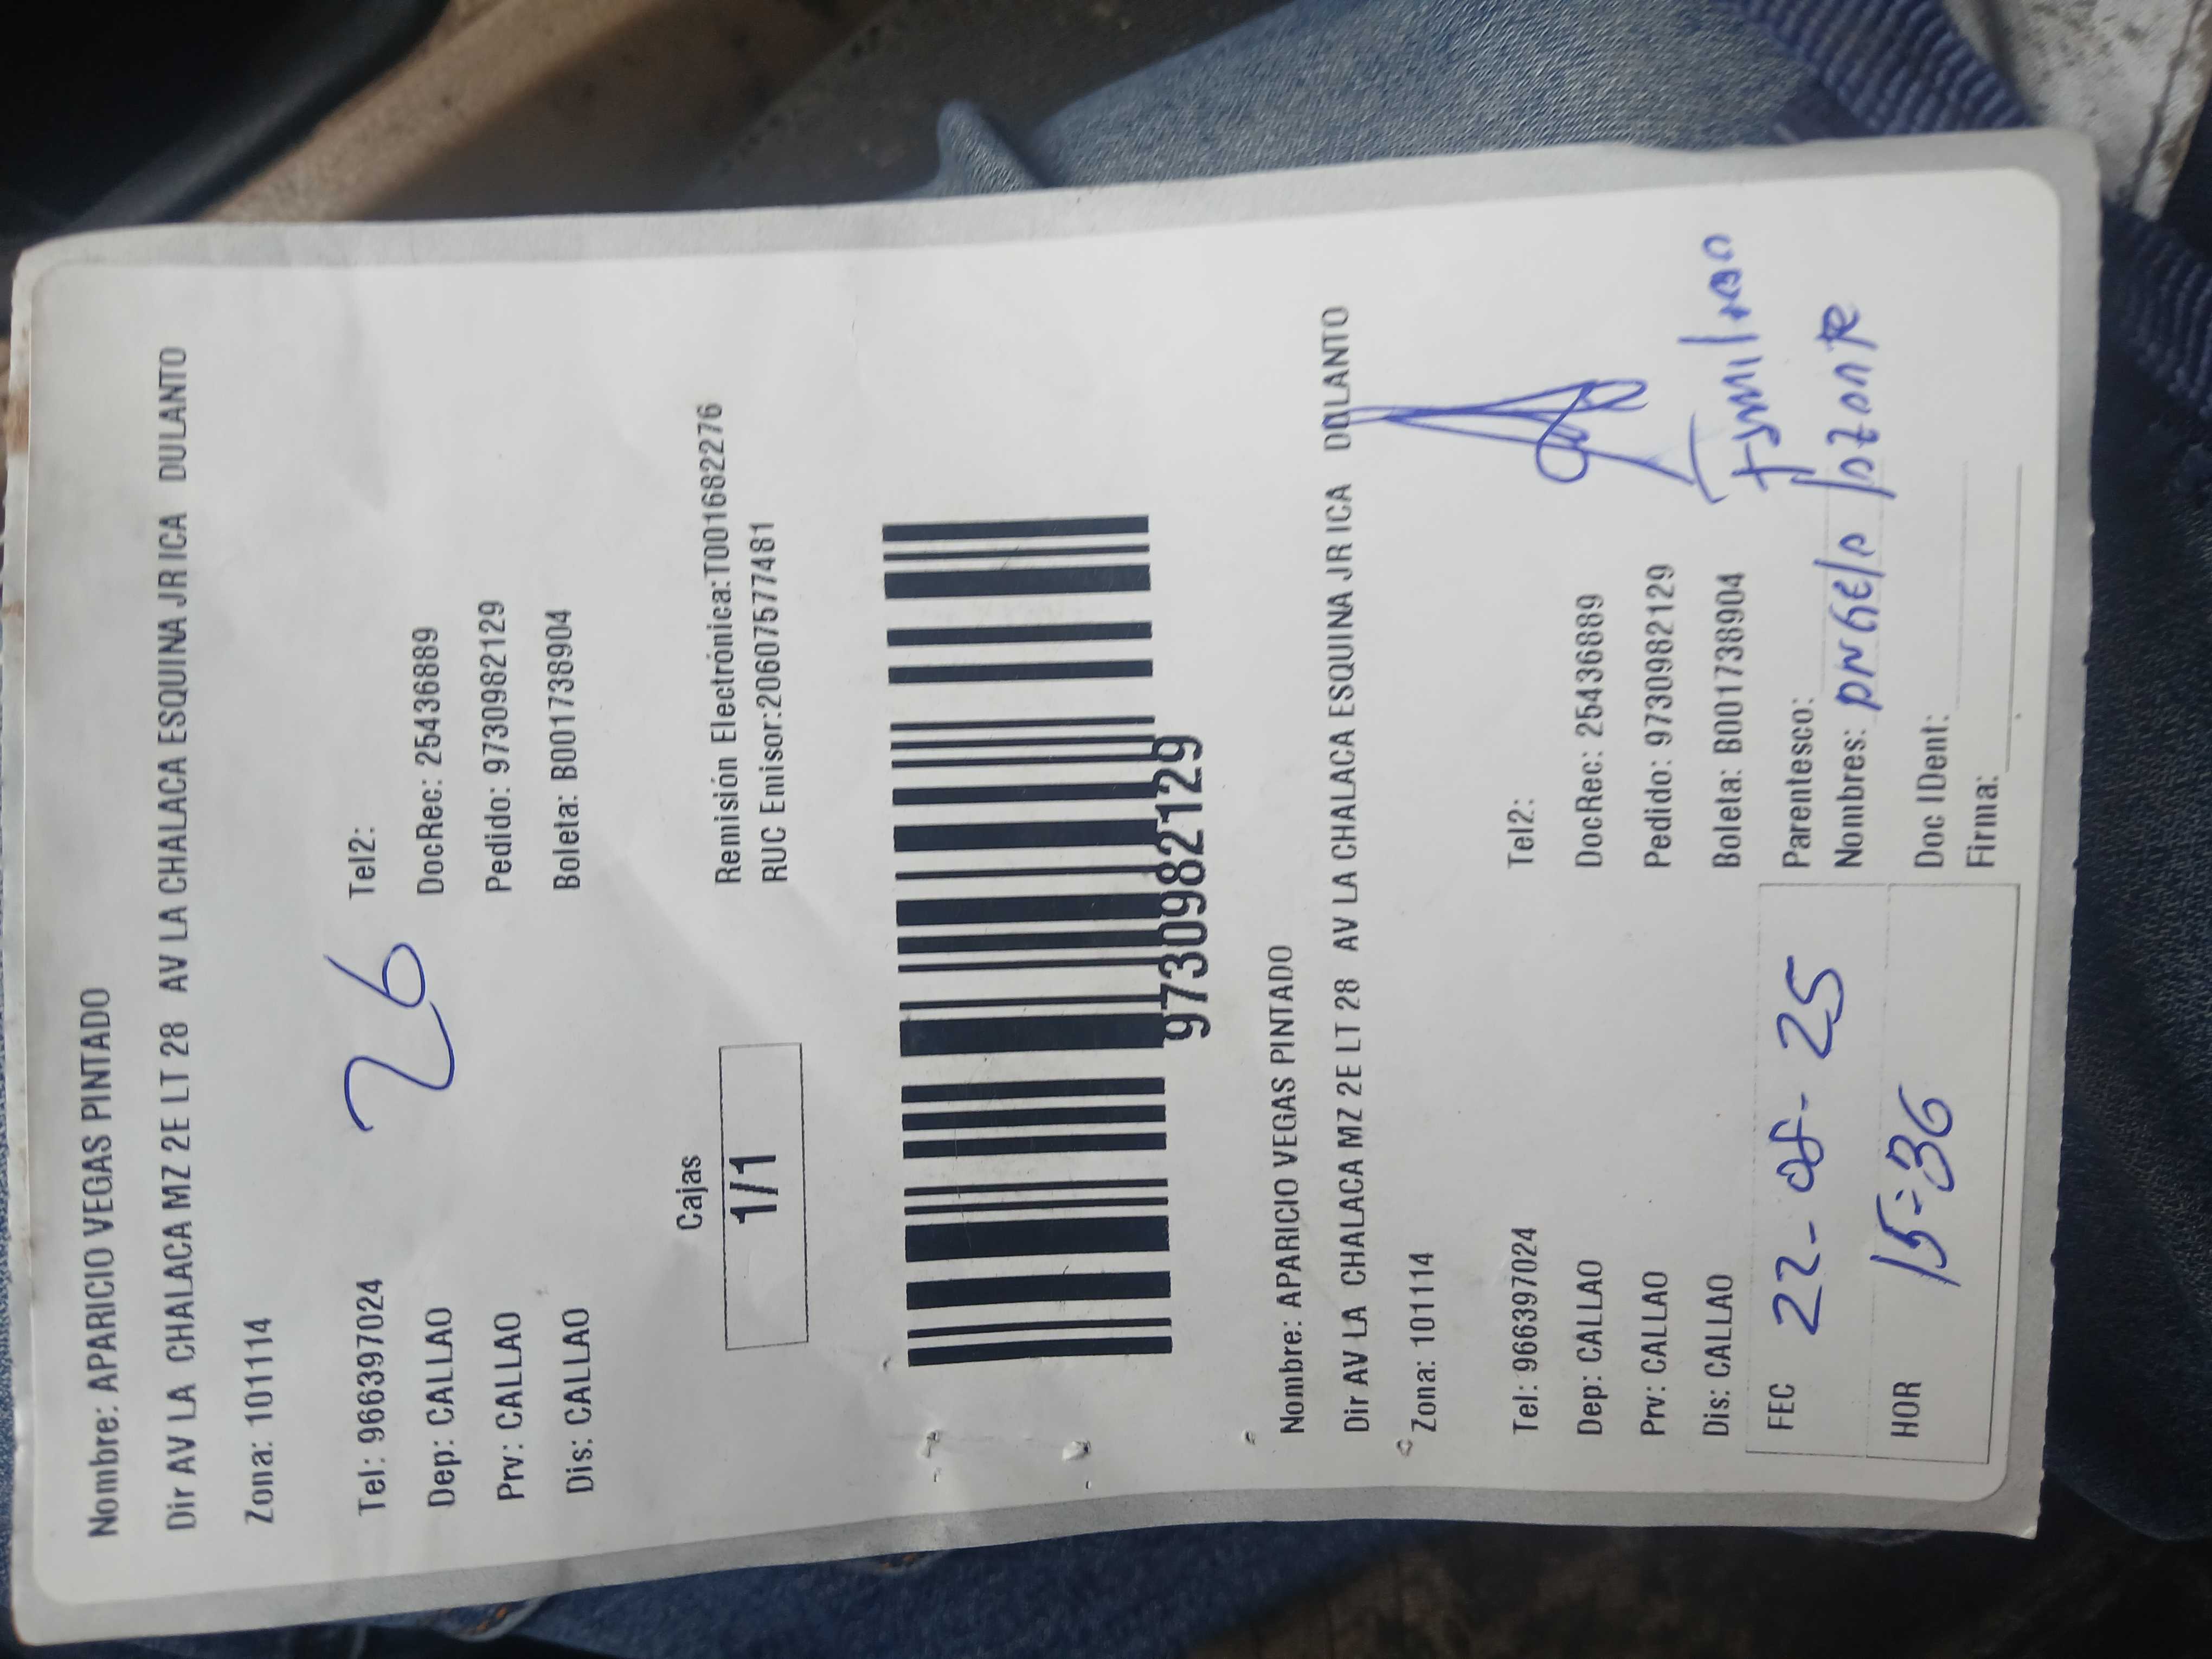 Nombre: APARICIO VEGAS PINTADO
Dir AV LA CHALACA MZ 2E LT 28 AV LA CHALACA ESQUINA JR ICA DULANTO
Zona: 101114
26
Tel: 966397024 Tel2:
Dep: CALLAO DocRec: 25436889
Prv: CALLAO Pedido: 9730982129
Dis: CALLAO Boleta: B001738904
Cajas
1/1
Remisión Electrónica:T001682276
RUC Emisor:20607577481
9730982129
Nombre: APARICIO VEGAS PINTADO
Dir AV LA CHALACA MZ 2E LT 28 AV LA CHALACA ESQUINA JR ICA DULANTO
Zona: 101114
Tel: 966397024 Tel2:
Dep: CALLAO DocRec: 25436889
Prv: CALLAO Pedido: 9730982129
Dis: CALLAO Boleta: B001738904
FEC 22-08-25 Parentesco:
Nombres: Angelo
HOR 15:36 Doc IDent:
Firma: